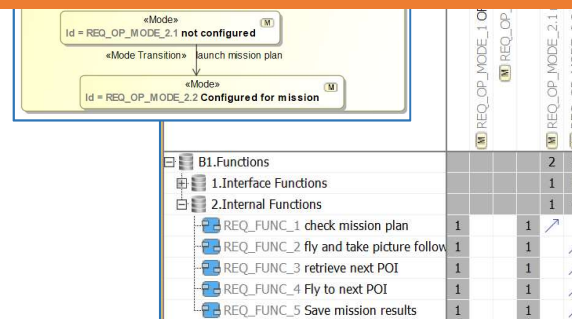 «Mode»
M
Id = REQ_OP_MODE_2.1 not configured
«Mode Transition» launch mission plan
«Mode»
M
Id = REQ_OP_MODE_2.2 Configured for mission
M REQ_OP_MODE_1
M REQ_OP_
M REQ_OP_MODE_2.1
B1.Functions 2
1.Interface Functions 1
2.Internal Functions 1
REQ_FUNC_1 check mission plan 1 1
REQ_FUNC_2 fly and take picture follow 1 1
REQ_FUNC_3 retrieve next POI 1 1
REQ_FUNC_4 Fly to next POI 1 1
REQ_FUNC_5 Save mission results 1 1